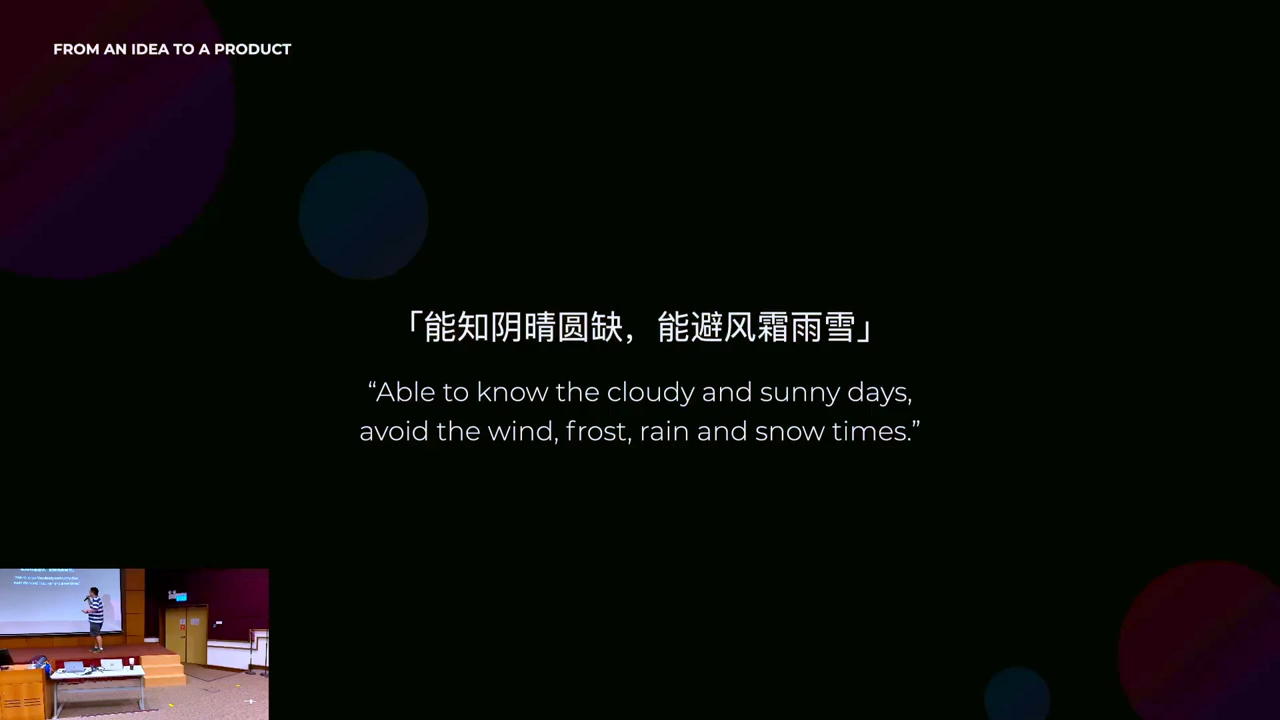 FROM AN IDEA TO A PRODUCT
「能知阴晴圆缺，能避风霜雨雪」
“Able to know the cloudy and sunny days,
avoid the wind, frost, rain and snow times.”